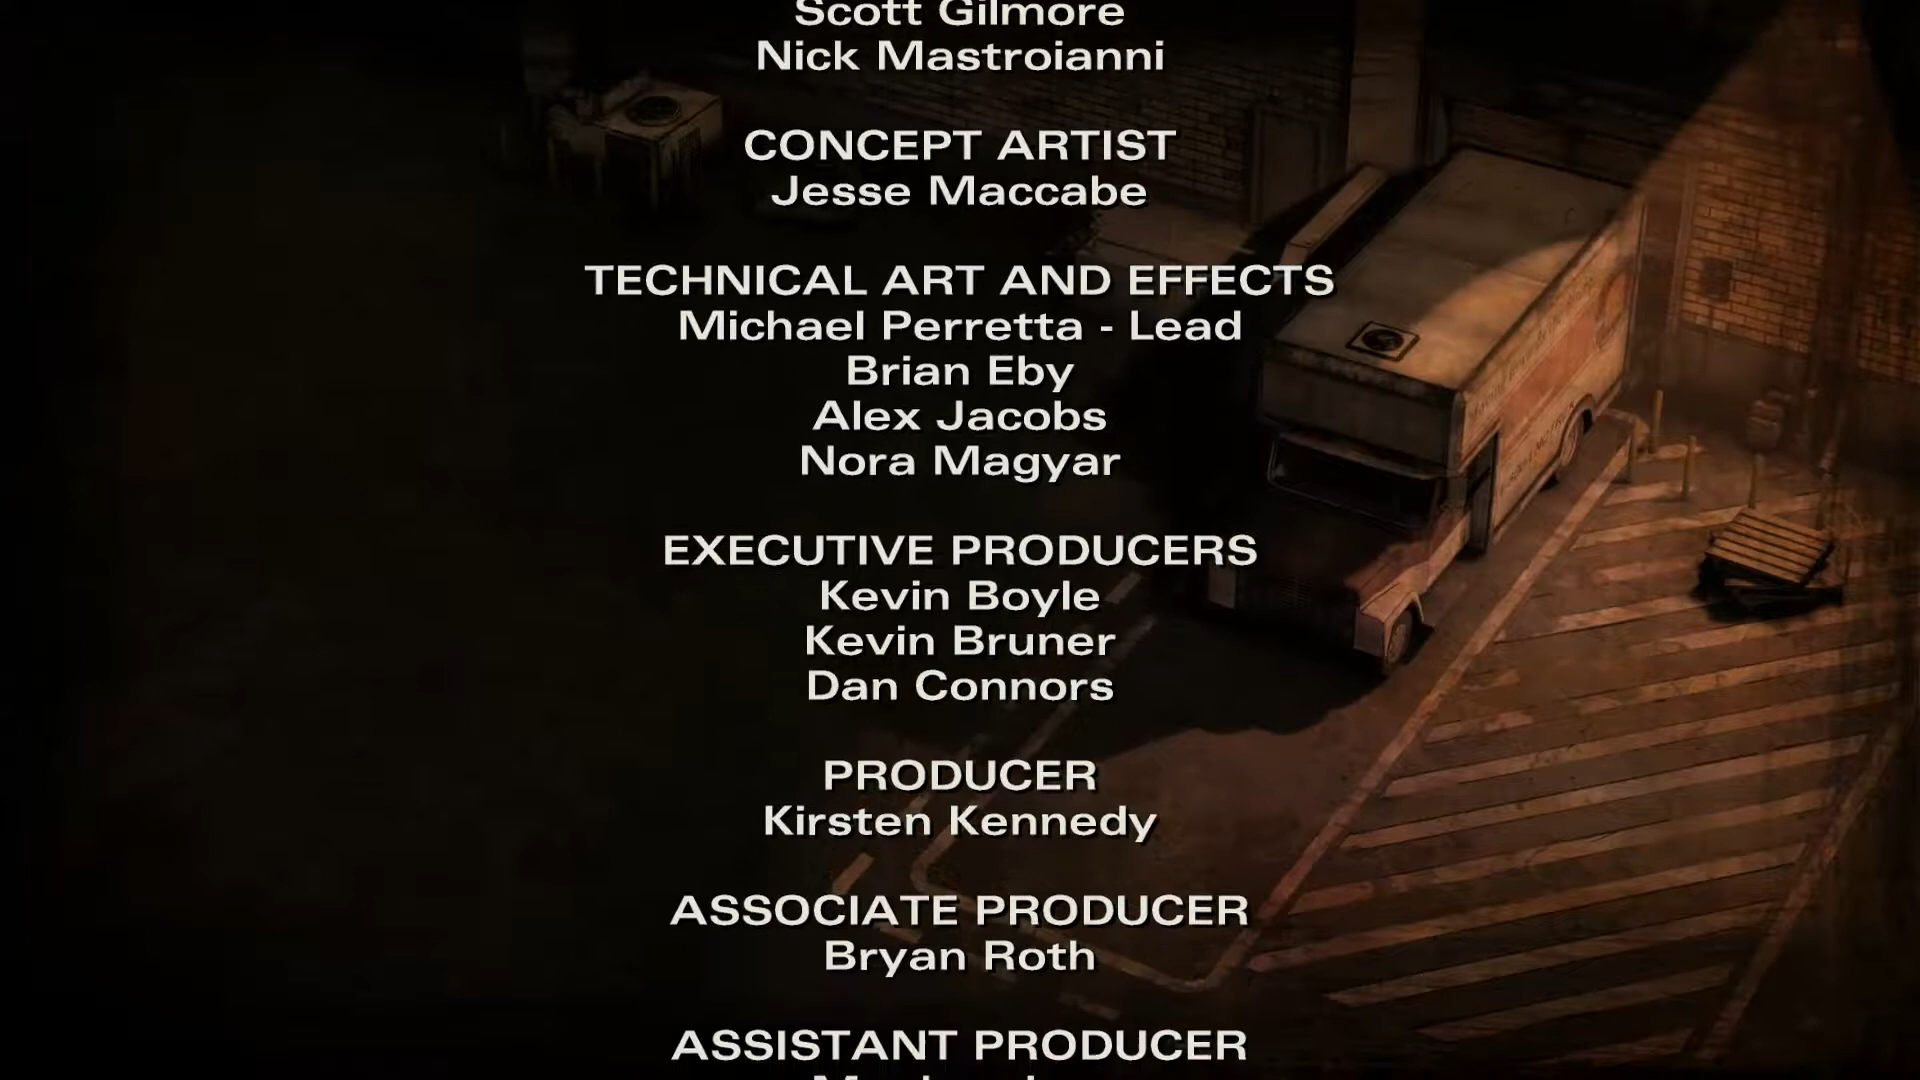 Scott Gilmore
Nick Mastroianni
CONCEPT ARTIST
Jesse Maccabe
TECHNICAL ART AND EFFECTS
Michael Perretta - Lead
Brian Eby
Alex Jacobs
Nora Magyar
EXECUTIVE PRODUCERS
Kevin Boyle
Kevin Bruner
Dan Connors
PRODUCER
Kirsten Kennedy
ASSOCIATE PRODUCER
Bryan Roth
ASSISTANT PRODUCER